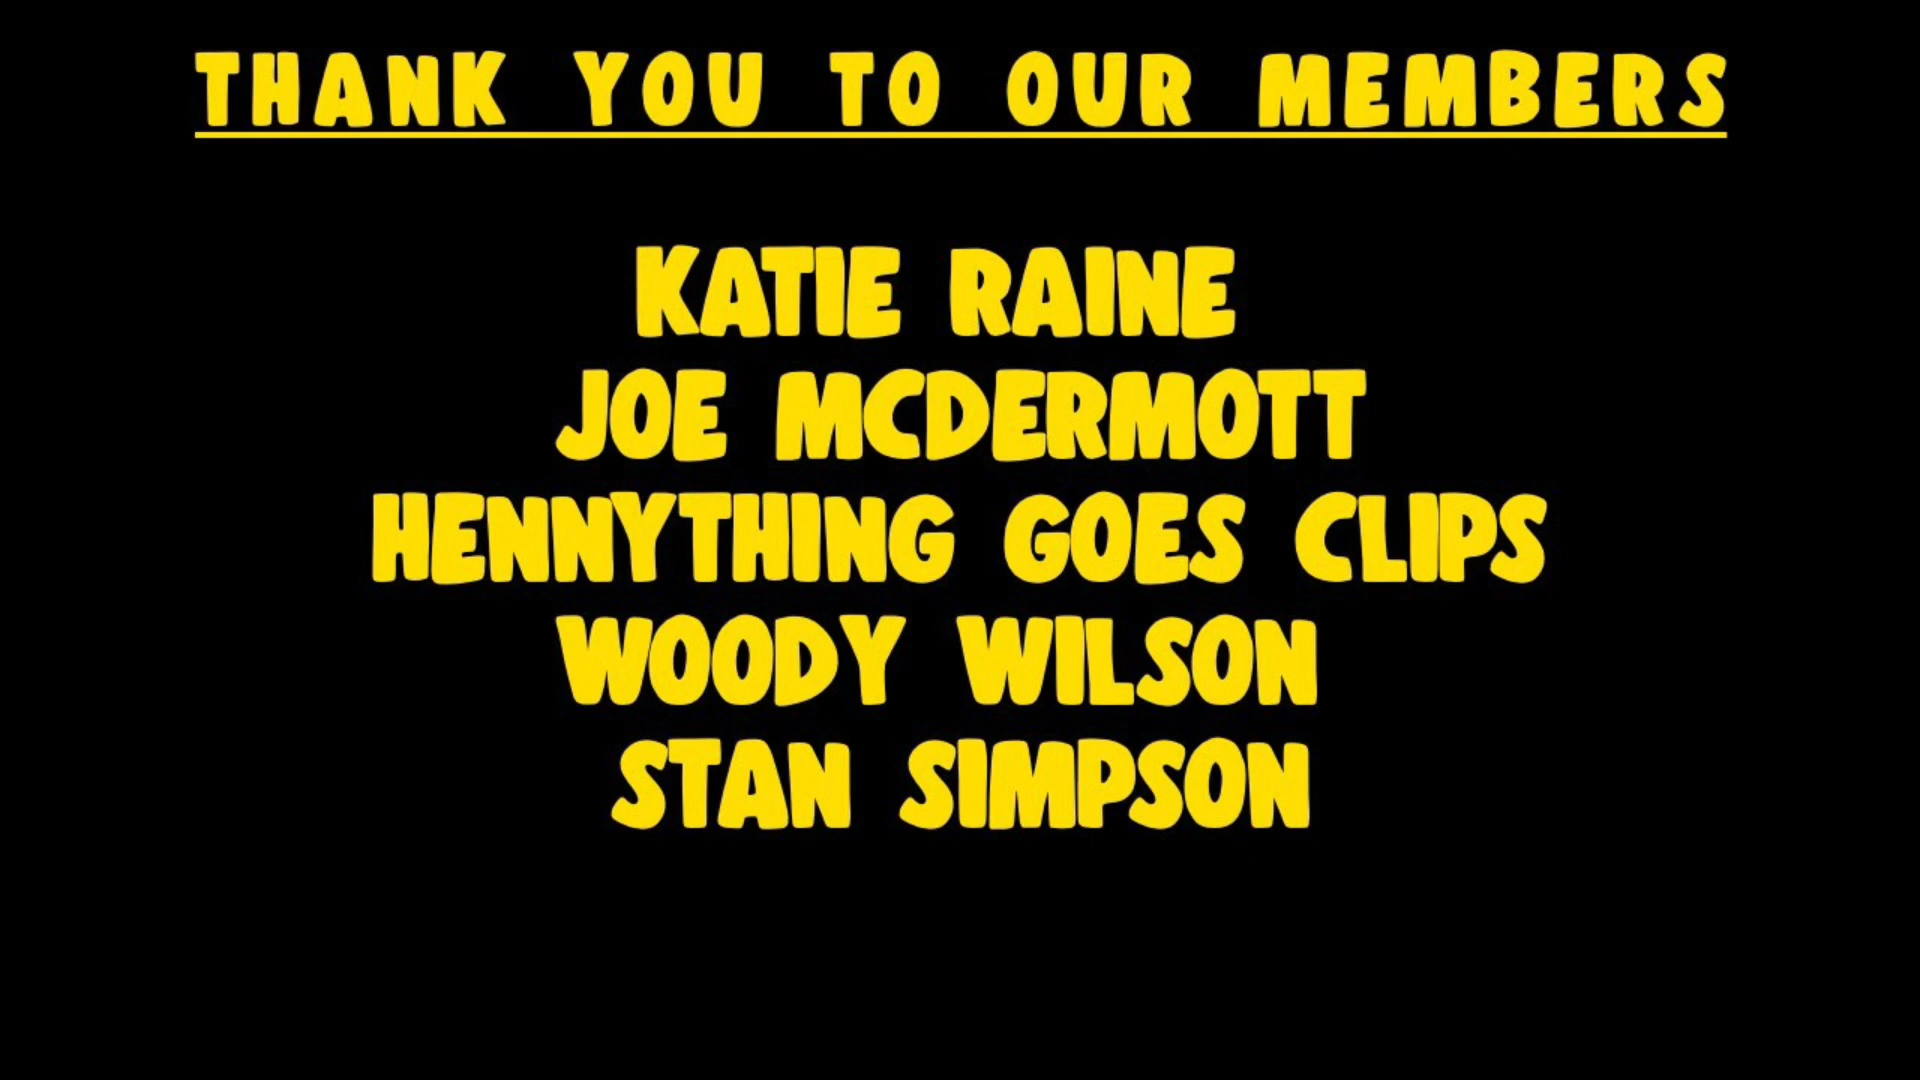 THANK YOU TO OUR MEMBERS
KATIE RAINE
JOE MCDERMOTT
HENNYTHING GOES CLIPS
WOODY WILSON
STAN SIMPSON